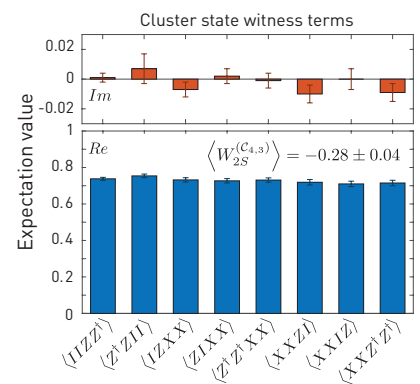 Cluster state witness terms
Expectation value
0.02
0
-0.02
Im
1
0.8
0.6
0.4
0.2
0
Re
⟨W_{2S}^{(𝒞_{4,3})}⟩ = −0.28 ± 0.04
⟨IIZZ†⟩
⟨Z†ZII⟩
⟨IZXX⟩
⟨ZIXX⟩
⟨Z†Z†XX⟩
⟨XXZI⟩
⟨XXIZ⟩
⟨XXZ†Z†⟩